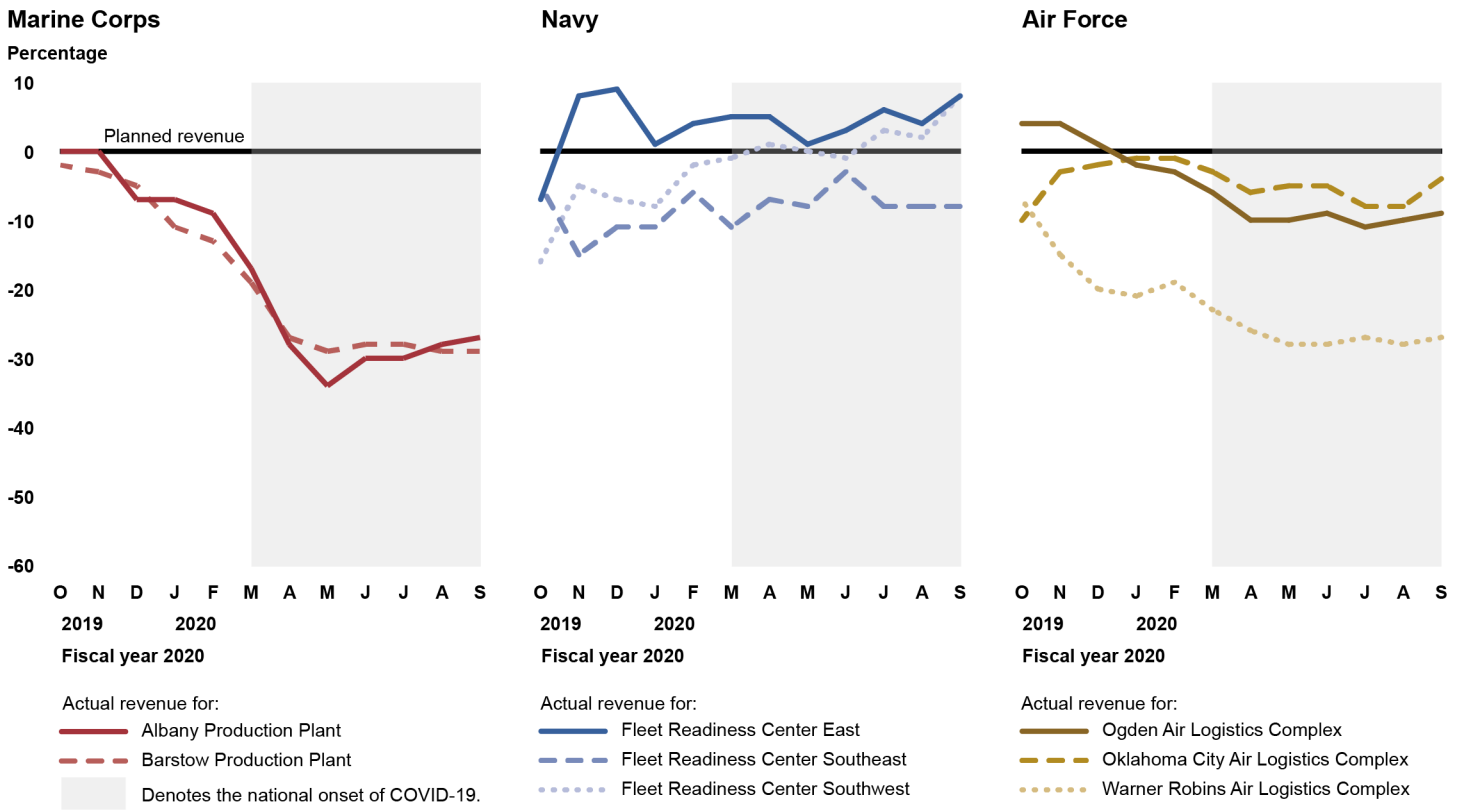 Marine Corps
Percentage
10
0
-10
-20
-30
-40
-50
-60
Planned revenue
O N D J F M A M J J A S
2019 2020
Fiscal year 2020
Actual revenue for:
Albany Production Plant
Barstow Production Plant
Denotes the national onset of COVID-19.
Navy
O N D J F M A M J J A S
2019 2020
Fiscal year 2020
Actual revenue for:
Fleet Readiness Center East
Fleet Readiness Center Southeast
Fleet Readiness Center Southwest
Air Force
O N D J F M A M J J A S
2019 2020
Fiscal year 2020
Actual revenue for:
Ogden Air Logistics Complex
Oklahoma City Air Logistics Complex
Warner Robins Air Logistics Complex